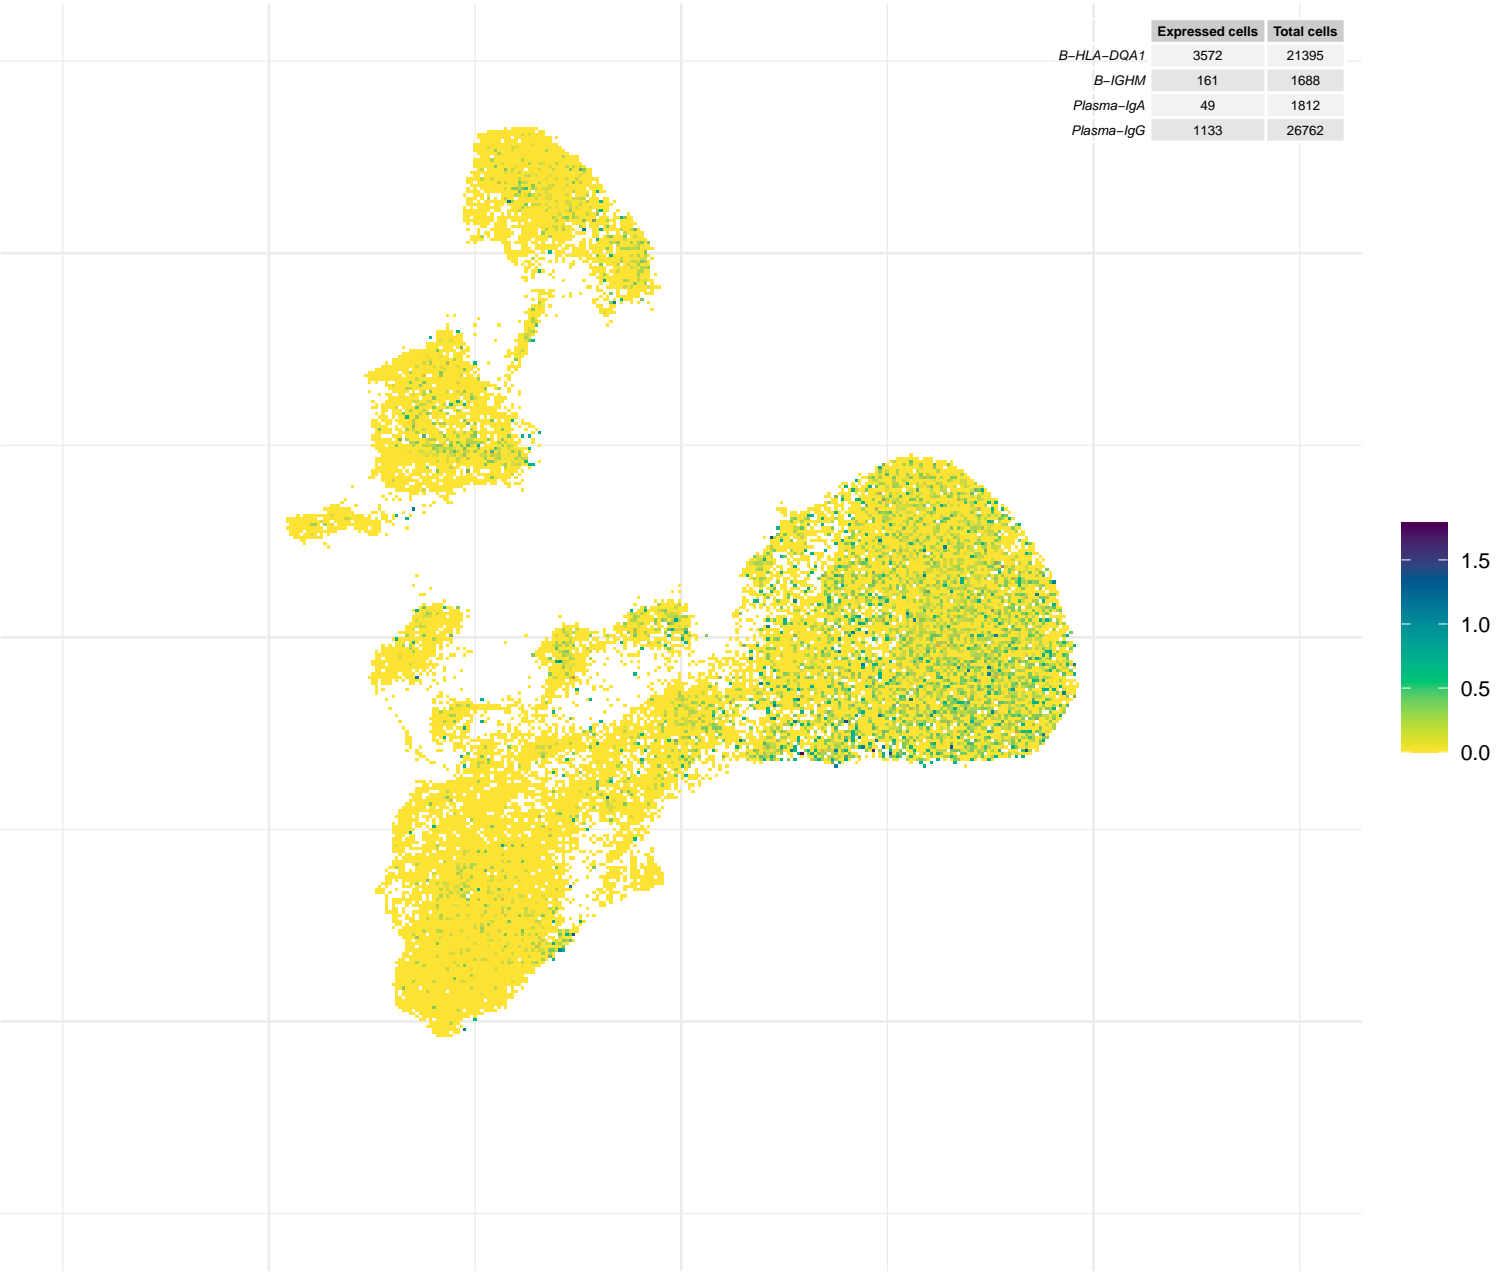 Expressed cells Total cells
B−HLA−DQA1 3572 21395
B−IGHM 161 1688
Plasma−IgA 49 1812
Plasma−IgG 1133 26762
1.5
1.0
0.5
0.0